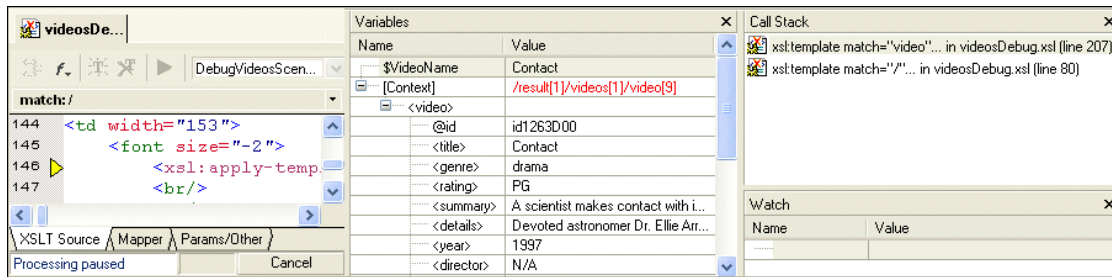 videosDe...
DebugVideosScen...
match: /
144 <td width="153">
145 <font size="-2">
146 <xsl:apply-temp.
147 <br/>
XSLT Source Mapper Params/Other
Processing paused Cancel
Variables
Name Value
$VideoName Contact
[Context] /result[1]/videos[1]/video[9]
<video>
@id id1263D00
<title> Contact
<genre> drama
<rating> PG
<summary> A scientist makes contact with i...
<details> Devoted astronomer Dr. Ellie Arr...
<year> 1997
<director> N/A
Call Stack
xsl:template match="video"... in videosDebug.xsl (line 207)
xsl:template match="/"... in videosDebug.xsl (line 80)
Watch
Name Value